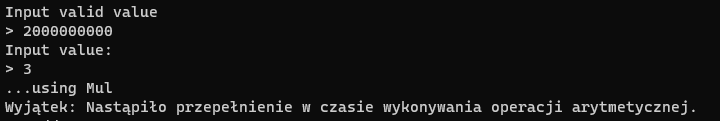 Input valid value
> 2000000000
Input value:
> 3
...using Mul
Wyjątek: Nastąpiło przepełnienie w czasie wykonywania operacji arytmetycznej.